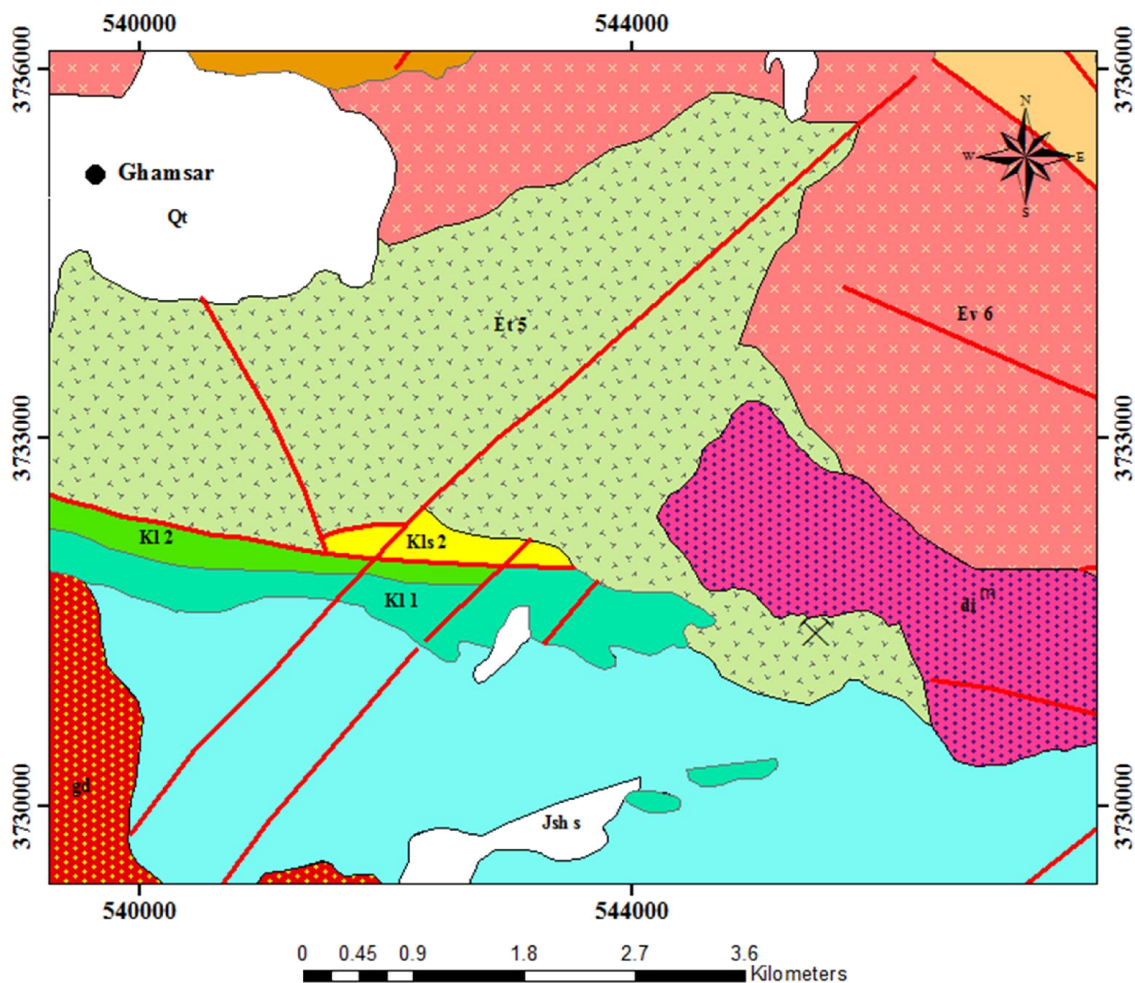 540000 544000
3736000 3736000
N
W E
S
Ghamsar
Qt
Ev 6
Et 5
3733000 3733000
Kl 2
Kls 2
Kl 1
di m
gd
3730000 3730000
Jsh s
540000 544000
0 0.45 0.9 1.8 2.7 3.6
Kilometers